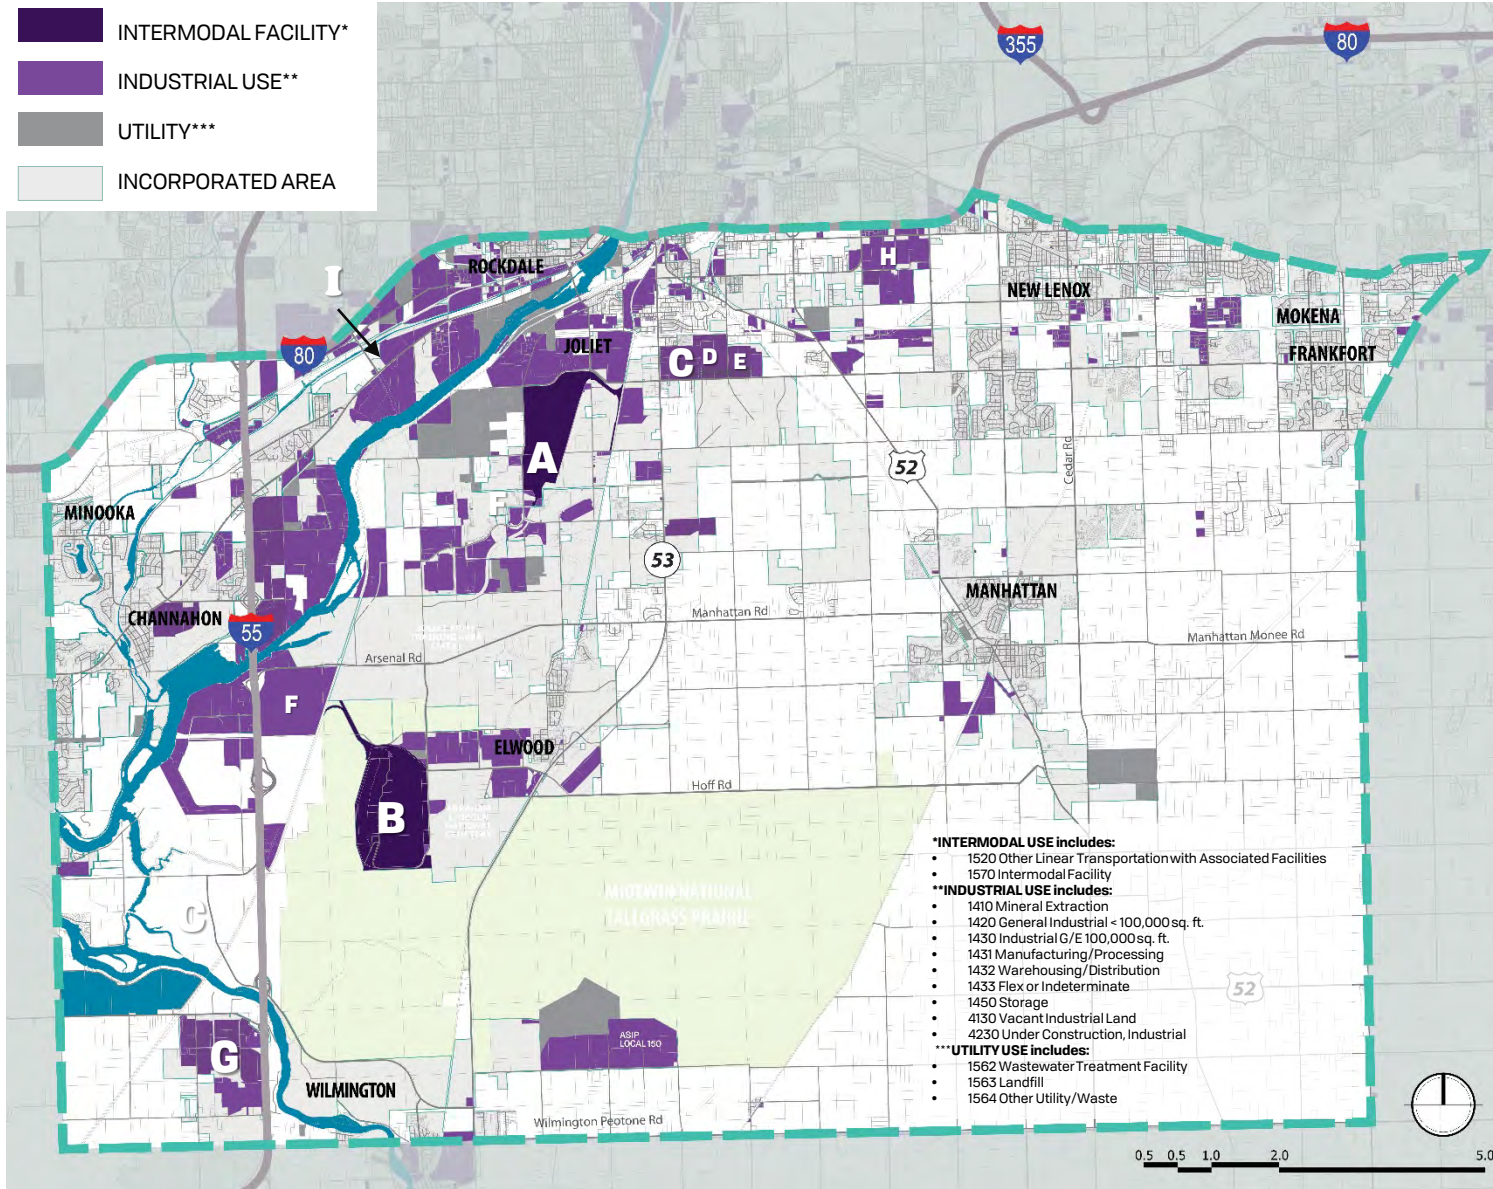 INTERMODAL FACILITY*
INDUSTRIAL USE**
UTILITY***
INCORPORATED AREA
355
80
ROCKDALE
H
I
NEW LENOX
MOKENA
80
JOLIET
C D E
FRANKFORT
A
52
Cedar Rd
MINOOKA
53
MANHATTAN
CHANNAHON
Manhattan Rd
55
Manhattan Monee Rd
Arsenal Rd
F
ELWOOD
Hoff Rd
B
MIDEWIN NATIONAL
TALLGRASS PRAIRIE
C
*INTERMODAL USE includes:
• 1520 Other Linear Transportation with Associated Facilities
• 1570 Intermodal Facility
**INDUSTRIAL USE includes:
• 1410 Mineral Extraction
• 1420 General Industrial < 100,000 sq. ft.
• 1430 Industrial G/E 100,000 sq. ft.
• 1431 Manufacturing/Processing
• 1432 Warehousing/Distribution
• 1433 Flex or Indeterminate
• 1450 Storage
• 4130 Vacant Industrial Land
• 4230 Under Construction, Industrial
***UTILITY USE includes:
• 1562 Wastewater Treatment Facility
• 1563 Landfill
• 1564 Other Utility/Waste
52
ASIP
LOCAL 150
G
WILMINGTON
Wilmington Peotone Rd
0.5 0.5 1.0 2.0 5.0